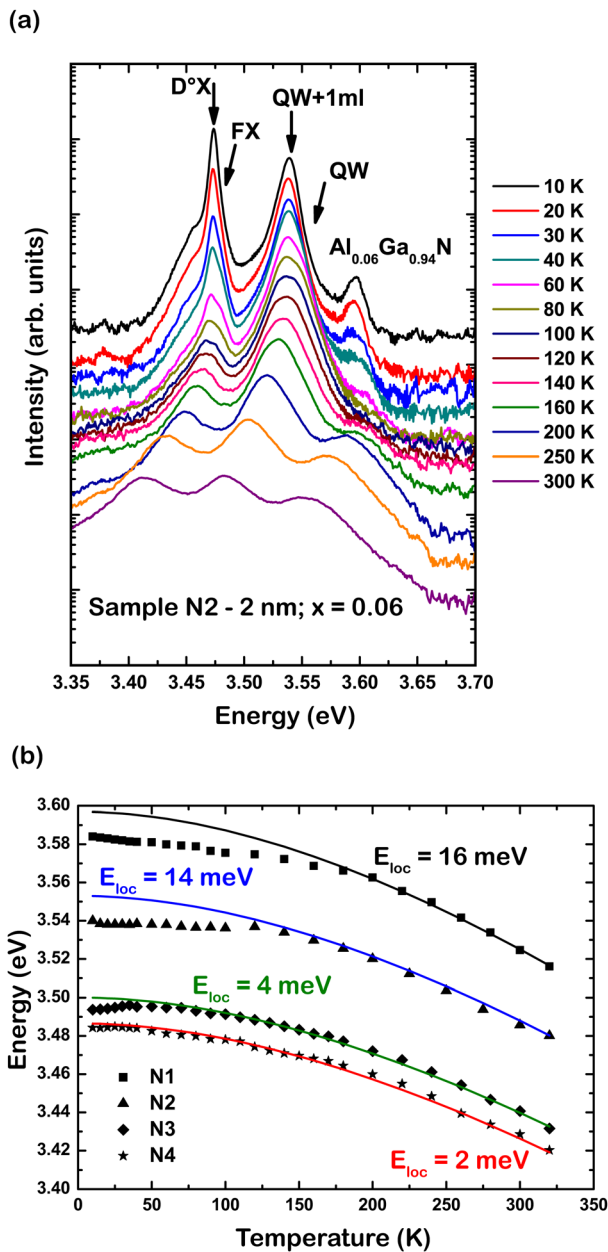 (a)
D°X
QW+1ml
FX
QW
Al0.06Ga0.94N
10 K
20 K
30 K
40 K
60 K
80 K
100 K
120 K
140 K
160 K
200 K
250 K
300 K
Intensity (arb. units)
Sample N2 - 2 nm; x = 0.06
3.35 3.40 3.45 3.50 3.55 3.60 3.65 3.70
Energy (eV)
(b)
3.60
3.58
3.56
3.54
3.52
3.50
3.48
3.46
3.44
3.42
3.40
Energy (eV)
Eloc = 16 meV
Eloc = 14 meV
Eloc = 4 meV
N1
N2
N3
N4
Eloc = 2 meV
0 50 100 150 200 250 300 350
Temperature (K)